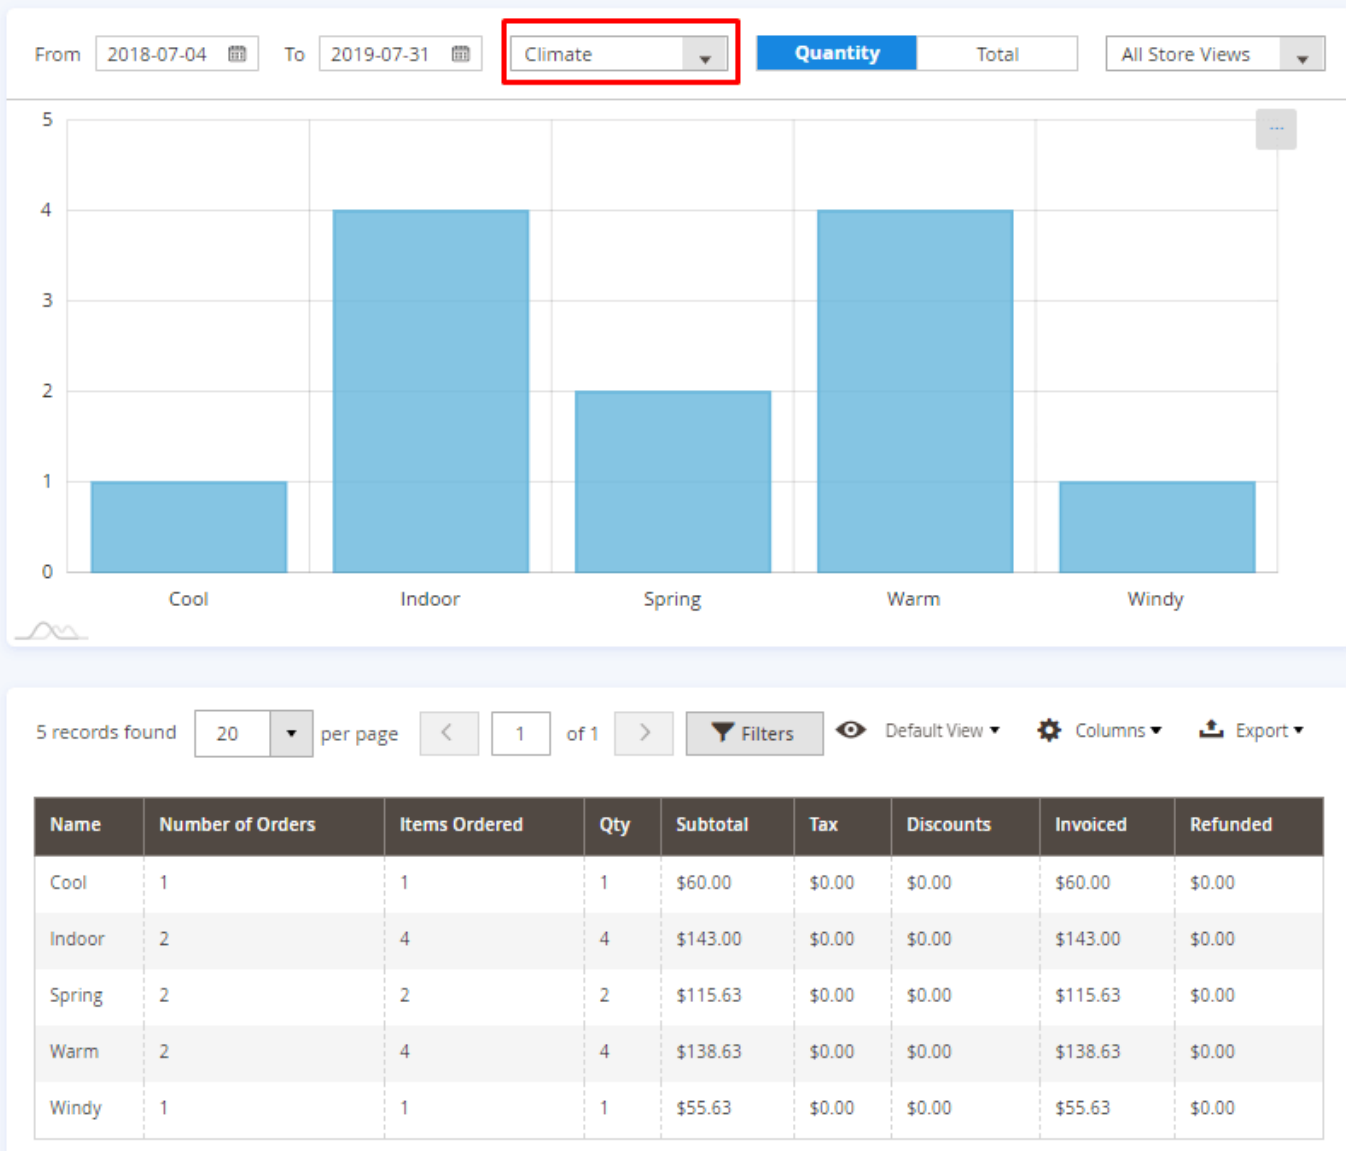 From 2018-07-04 To 2019-07-31 Climate Quantity Total All Store Views
...
5
4
3
2
1
0
Cool Indoor Spring Warm Windy
5 records found 20 per page 1 of 1 Filters Default View Columns Export
Name Number of Orders Items Ordered Qty Subtotal Tax Discounts Invoiced Refunded
Cool 1 1 1 $60.00 $0.00 $0.00 $60.00 $0.00
Indoor 2 4 4 $143.00 $0.00 $0.00 $143.00 $0.00
Spring 2 2 2 $115.63 $0.00 $0.00 $115.63 $0.00
Warm 2 4 4 $138.63 $0.00 $0.00 $138.63 $0.00
Windy 1 1 1 $55.63 $0.00 $0.00 $55.63 $0.00